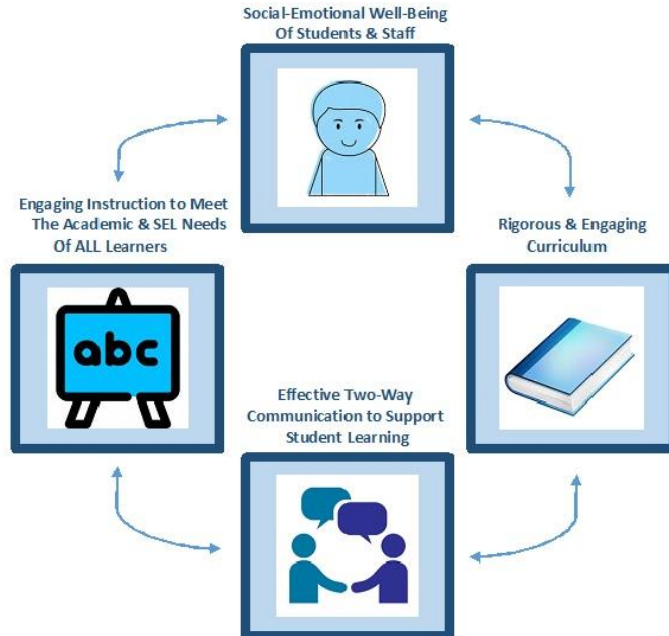 Social-Emotional Well-Being
Of Students & Staff
Engaging Instruction to Meet
The Academic & SEL Needs
Of ALL Learners
abc
Rigorous & Engaging
Curriculum
Effective Two-Way
Communication to Support
Student Learning